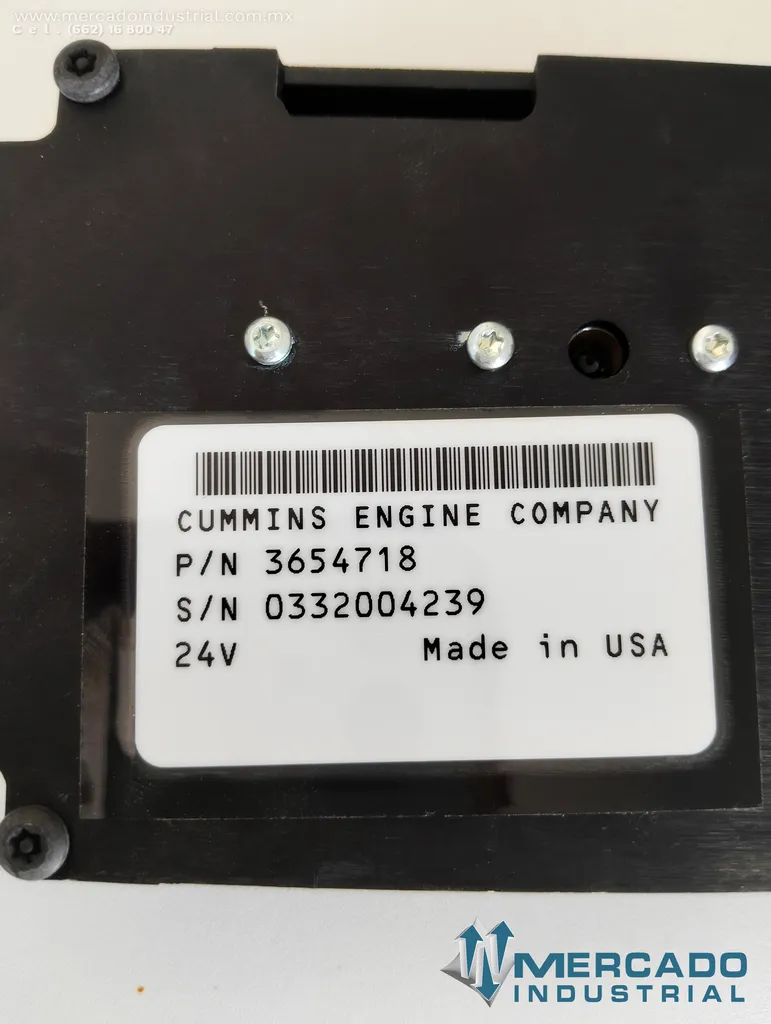 www.mercadoindustrial.com.mx
Cel. (662) 16 800 47
CUMMINS ENGINE COMPANY
P/N 3654718
S/N 0332004239
24V Made in USA
MERCADO
INDUSTRIAL